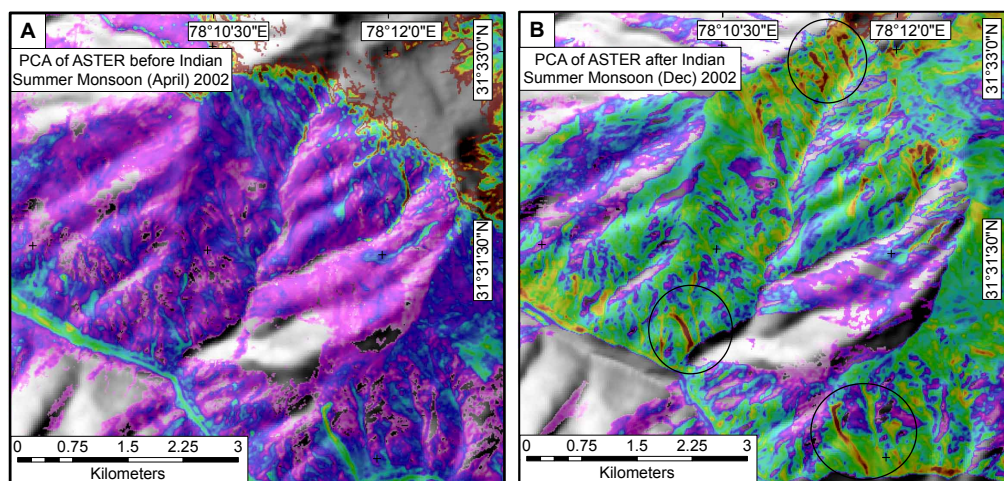 A
78°10'30"E
78°12'0"E
PCA of ASTER before Indian
Summer Monsoon (April) 2002
31°33'0"N
31°31'30"N
0 0.75 1.5 2.25 3
Kilometers
B
78°10'30"E
78°12'0"E
PCA of ASTER after Indian
Summer Monsoon (Dec) 2002
31°33'0"N
31°31'30"N
0 0.75 1.5 2.25 3
Kilometers